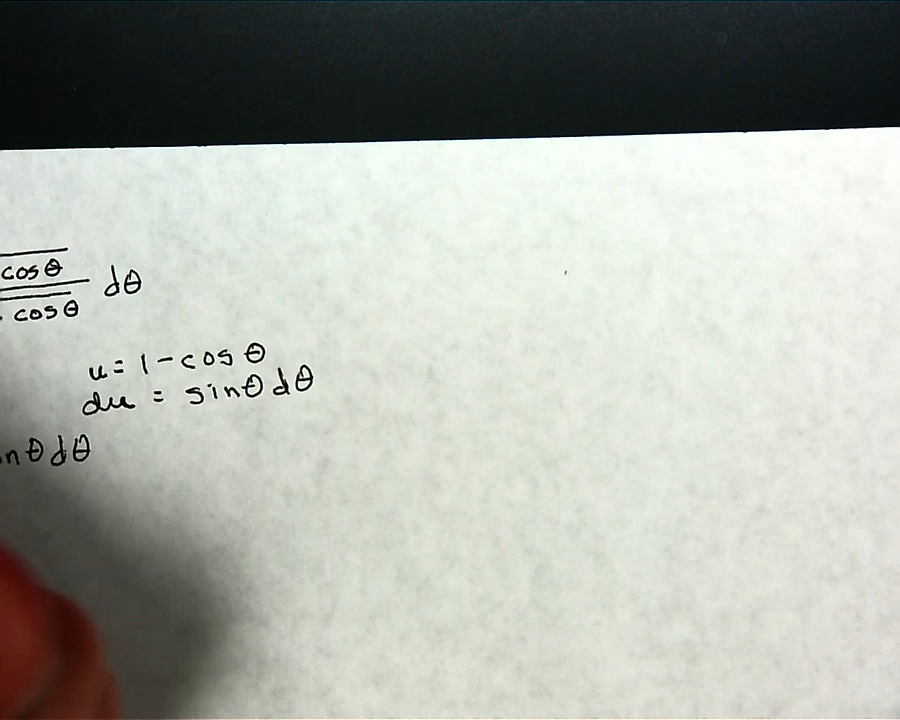 cosθ
cosθ dθ
u = 1 - cos θ
du = sinθ dθ
nθ dθ